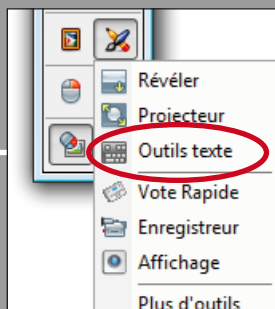 Révéler
Projecteur
Outils texte
Vote Rapide
Enregistreur
Affichage
Plus d'outils